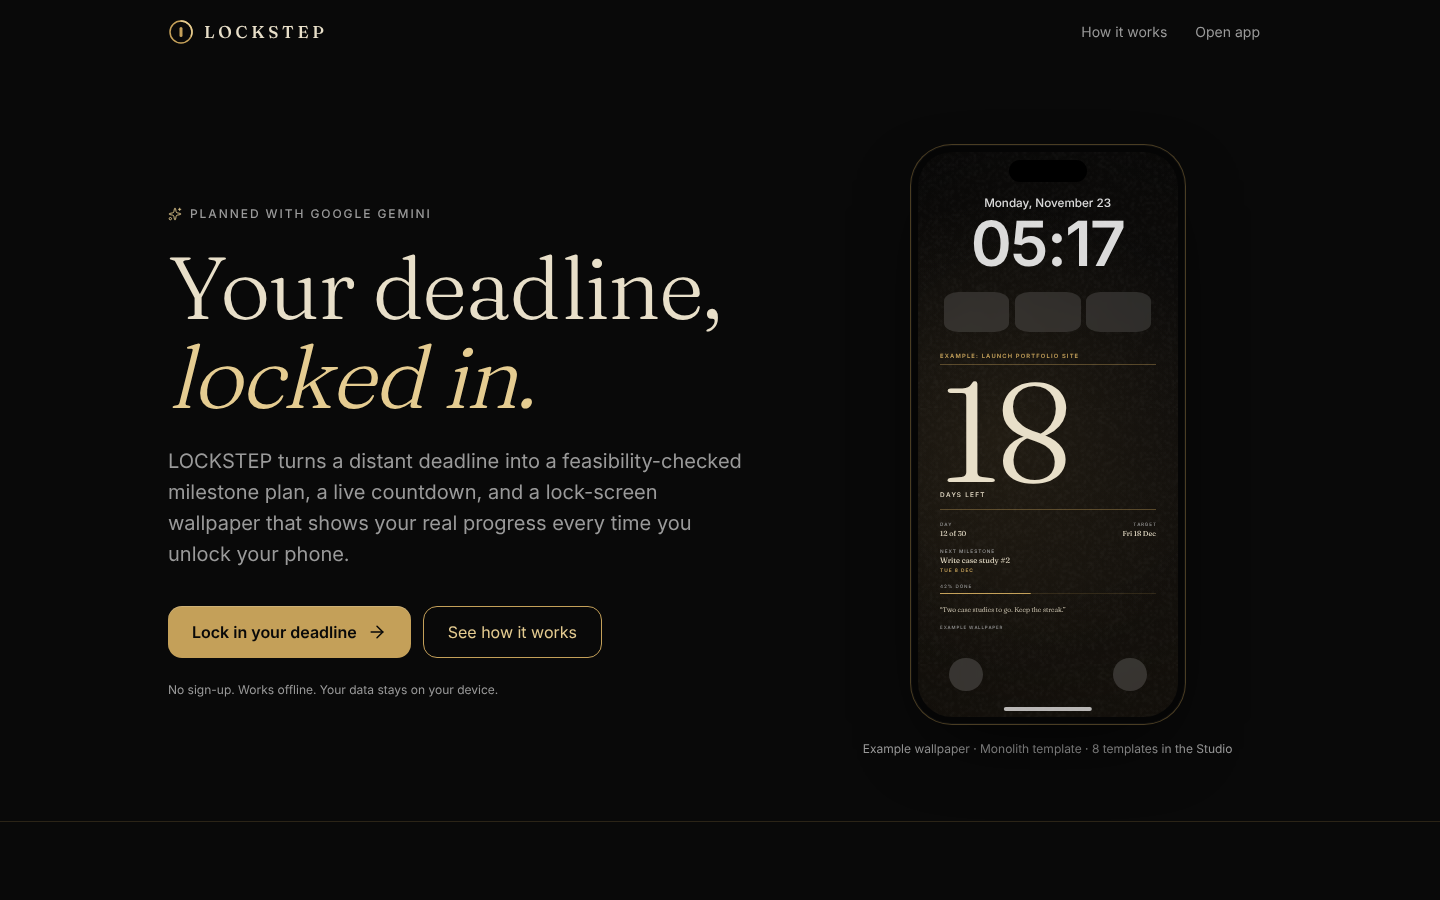 LOCKSTEP
How it works
Open app
PLANNED WITH GOOGLE GEMINI
Your deadline,
locked in.
LOCKSTEP turns a distant deadline into a feasibility-checked
milestone plan, a live countdown, and a lock-screen
wallpaper that shows your real progress every time you
unlock your phone.
Lock in your deadline
See how it works
No sign-up. Works offline. Your data stays on your device.
Monday, November 23
05:17
EXAMPLE: LAUNCH PORTFOLIO SITE
18
DAYS LEFT
DAY
TARGET
12 of 30
Fri 18 Dec
NEXT MILESTONE
Write case study #2
TUE 8 DEC
42% DONE
"Two case studies to go. Keep the streak."
EXAMPLE WALLPAPER
Example wallpaper · Monolith template · 8 templates in the Studio